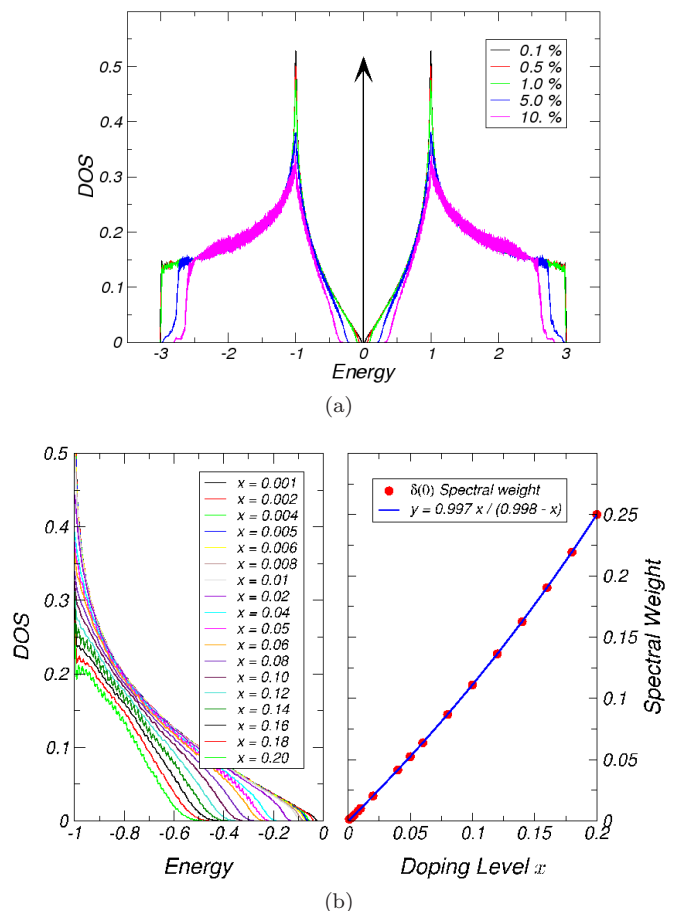 0.1 %
0.5 %
1.0 %
5.0 %
10. %
DOS
0.5
0.4
0.3
0.2
0.1
0
-3
-2
-1
0
1
2
3
Energy
(a)
0.5
0.4
0.3
0.2
0.1
0
DOS
x = 0.001
x = 0.002
x = 0.004
x = 0.005
x = 0.006
x = 0.008
x = 0.01
x = 0.02
x = 0.04
x = 0.05
x = 0.06
x = 0.08
x = 0.10
x = 0.12
x = 0.14
x = 0.16
x = 0.18
x = 0.20
-1
-0.8
-0.6
-0.4
-0.2
0
Energy
δ(0) Spectral weight
y = 0.997 x / (0.998 - x)
0.25
0.2
0.15
0.1
0.05
0
Spectral Weight
0
0.05
0.1
0.15
0.2
Doping Level x
(b)